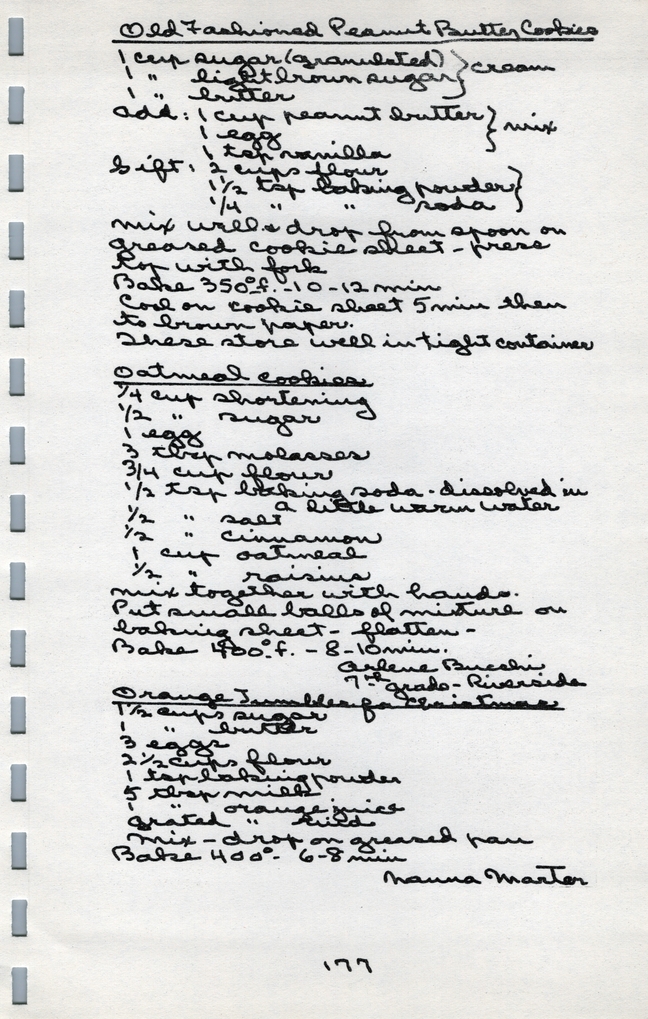 Old Fashioned Peanut Butter Cookies
1 cup sugar (granulated) } cream
1 " light brown sugar
1 " butter
add: 1 cup peanut butter } mix
1 egg
1 tsp vanilla
Sift: 2 cups flour }
1 1/2 tsp baking powder
1/4 " " soda
mix well & drop from spoon on
greased cookie sheet - press
top with fork
Bake 350° f. - 10-12 min
Cool on cookie sheet 5 min then
to brown paper.
These store well in tight container
Oatmeal cookies
1/4 cup shortening
1/2 " sugar
1 egg
3 tbsp molasses
3/4 cup flour
1/2 tsp baking soda - dissolved in
a little warm water
1/2 " salt
1/2 " cinnamon
1 cup oatmeal
1/2 " raisins
mix together with hands.
Put small balls of mixture on
baking sheet - flatten -
Bake 400° f. - 8-10 min.
Arlene Bucchi
7th grade - Riverside
Orange Jumbles for Christmas
1 1/2 cups sugar
1 " butter
3 eggs
2 1/2 cups flour
1 tsp baking powder
5 tbsp milk
1 " orange juice
grated " rind
Mix - drop on greased pan
Bake 400° - 6-8 min
Nanna Marter
177